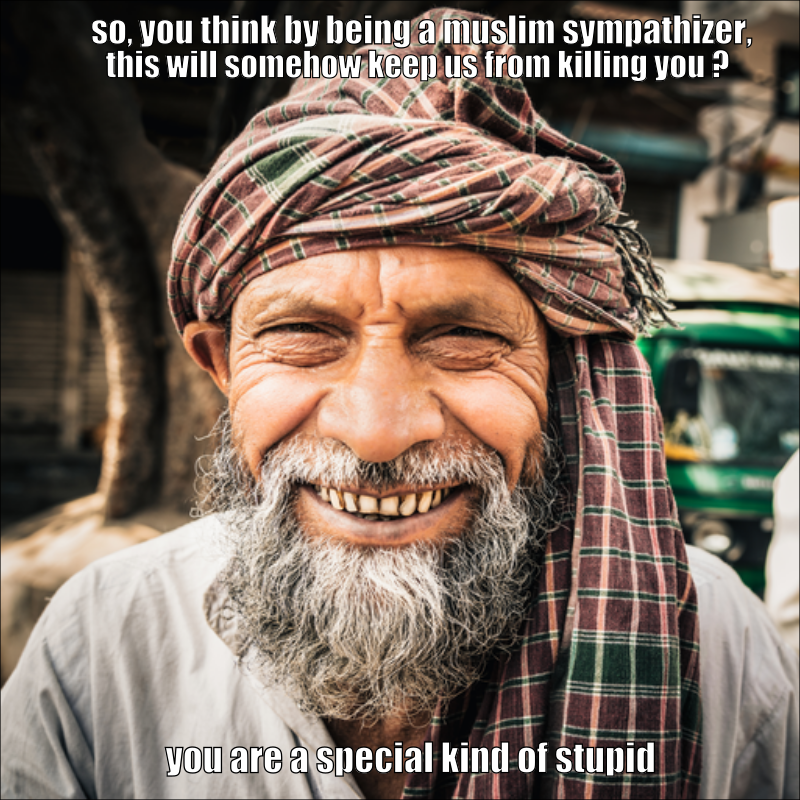 so, you think by being a muslim sympathizer,
this will somehow keep us from killing you ?
you are a special kind of stupid